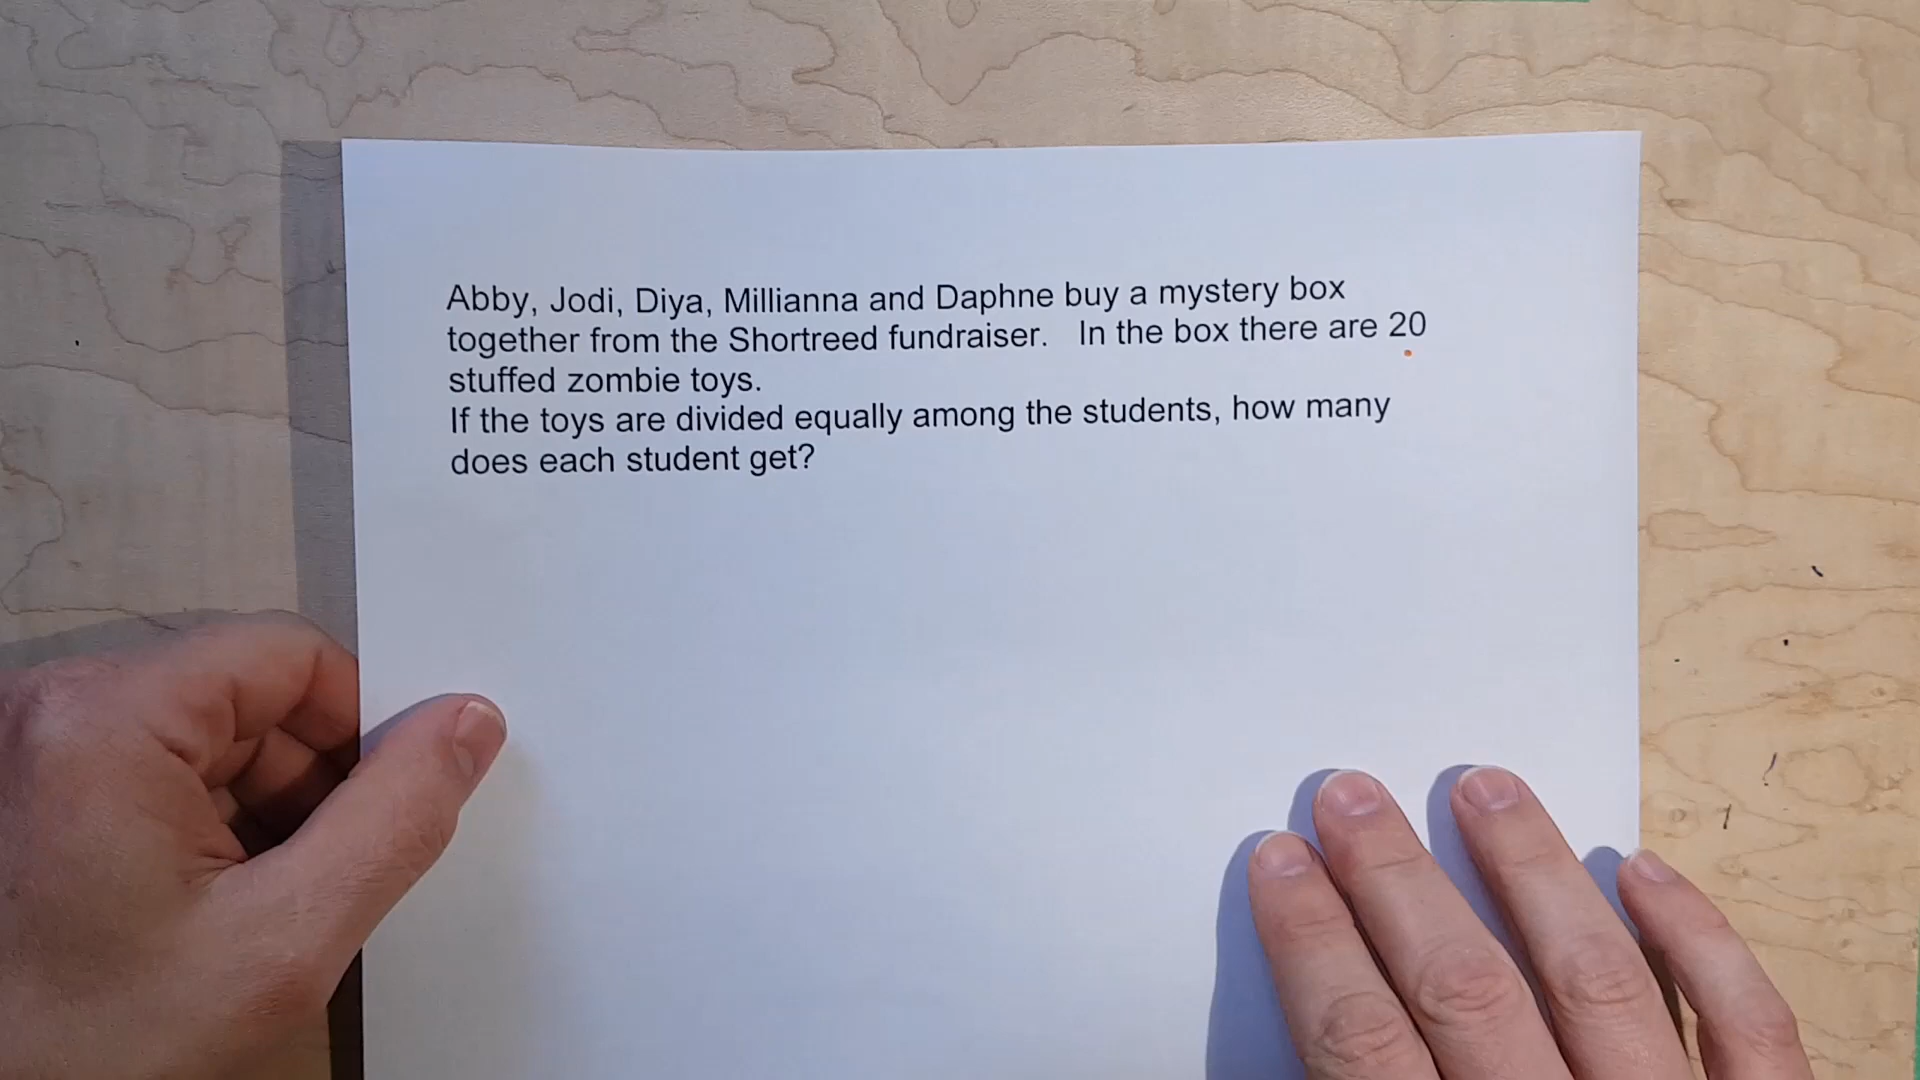 Abby, Jodi, Diya, Millianna and Daphne buy a mystery box
together from the Shortreed fundraiser.   In the box there are 20
stuffed zombie toys.
If the toys are divided equally among the students, how many
does each student get?